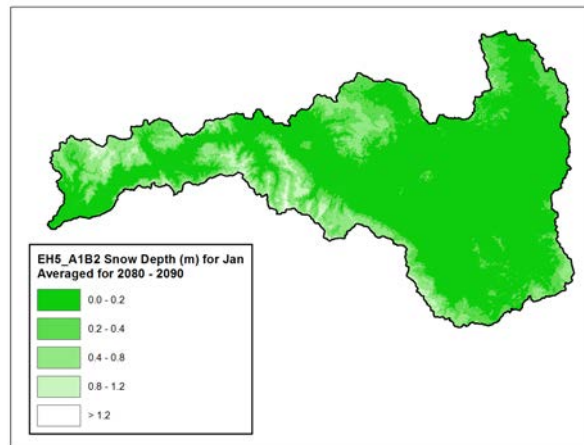 EH5_A1B2 Snow Depth (m) for Jan
Averaged for 2080 - 2090
0.0 - 0.2
0.2 - 0.4
0.4 - 0.8
0.8 - 1.2
> 1.2